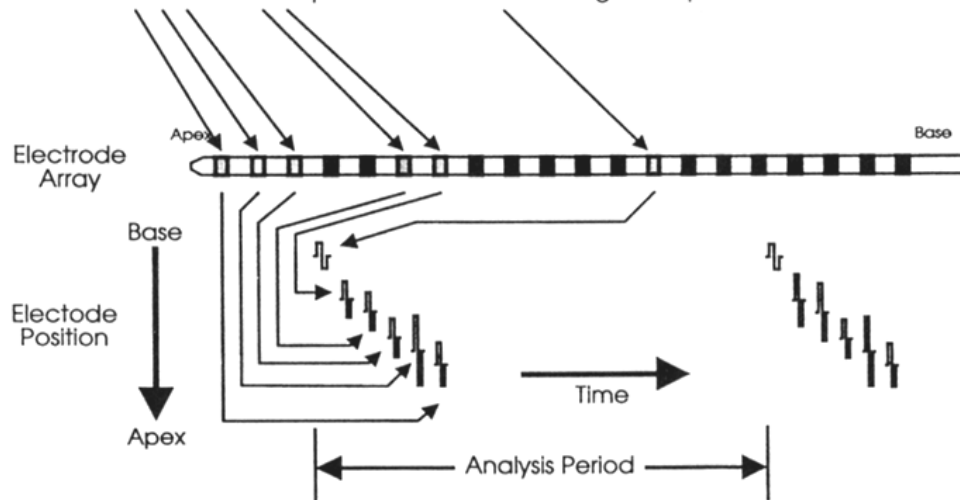 Apex
Base
Electrode
Array
Base
Electode
Position
Apex
Time
Analysis Period